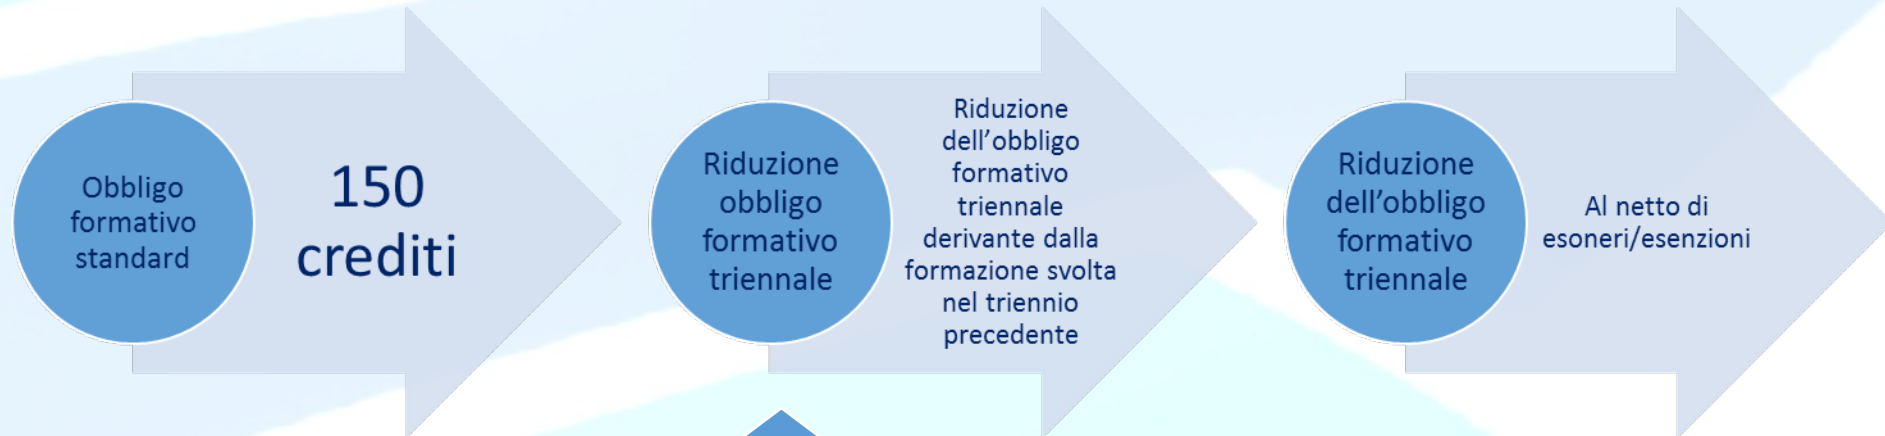 Obbligo
formativo
standard
150
crediti
Riduzione
obbligo
formativo
triennale
Riduzione
dell’obbligo
formativo
triennale
derivante dalla
formazione svolta
nel triennio
precedente
Riduzione
dell’obbligo
formativo
triennale
Al netto di
esoneri/esenzioni